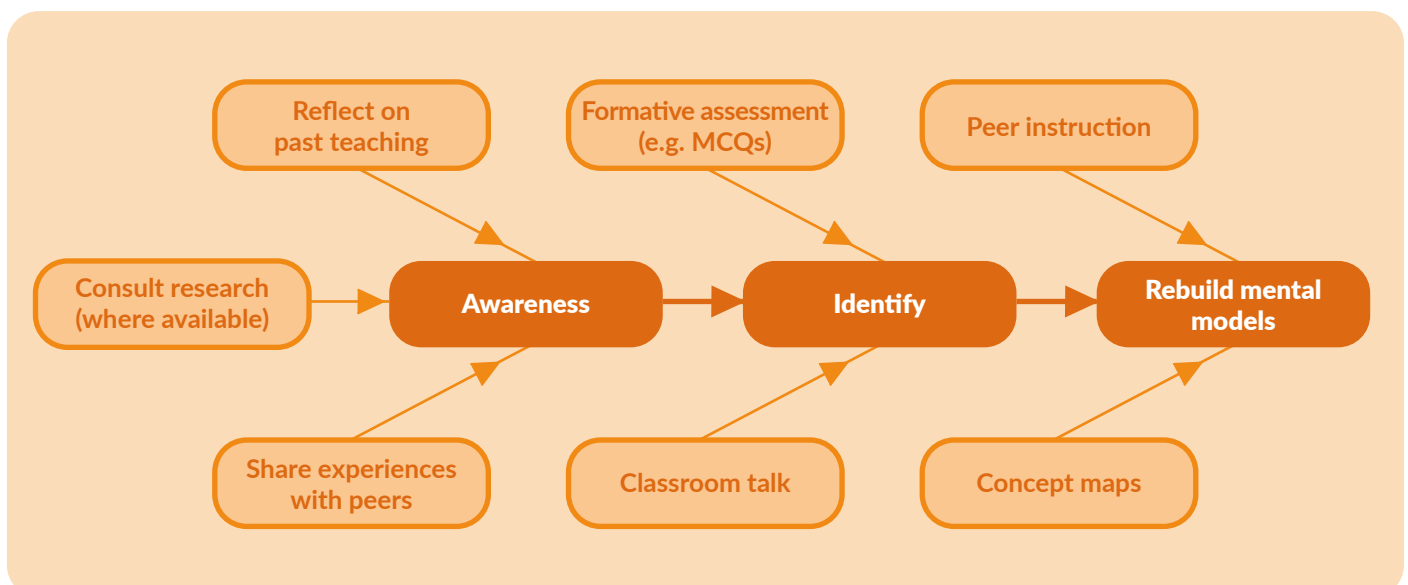 Reflect on
past teaching
Formative assessment
(e.g. MCQs)
Peer instruction
Consult research
(where available)
Awareness
Identify
Rebuild mental
models
Share experiences
with peers
Classroom talk
Concept maps